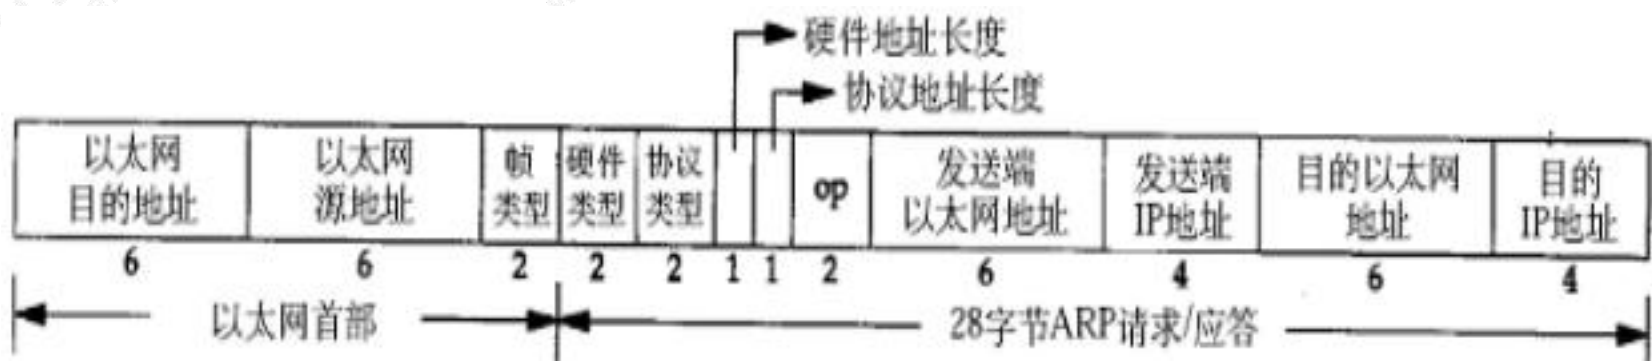 硬件地址长度
协议地址长度
以太网
目的地址
以太网
源地址
帧
类型
硬件
类型
协议
类型
op
发送端
以太网地址
发送端
IP地址
目的以太网
地址
目的
IP地址
6
6
2
2
2
1
1
2
6
4
6
4
以太网首部
28字节ARP请求/应答